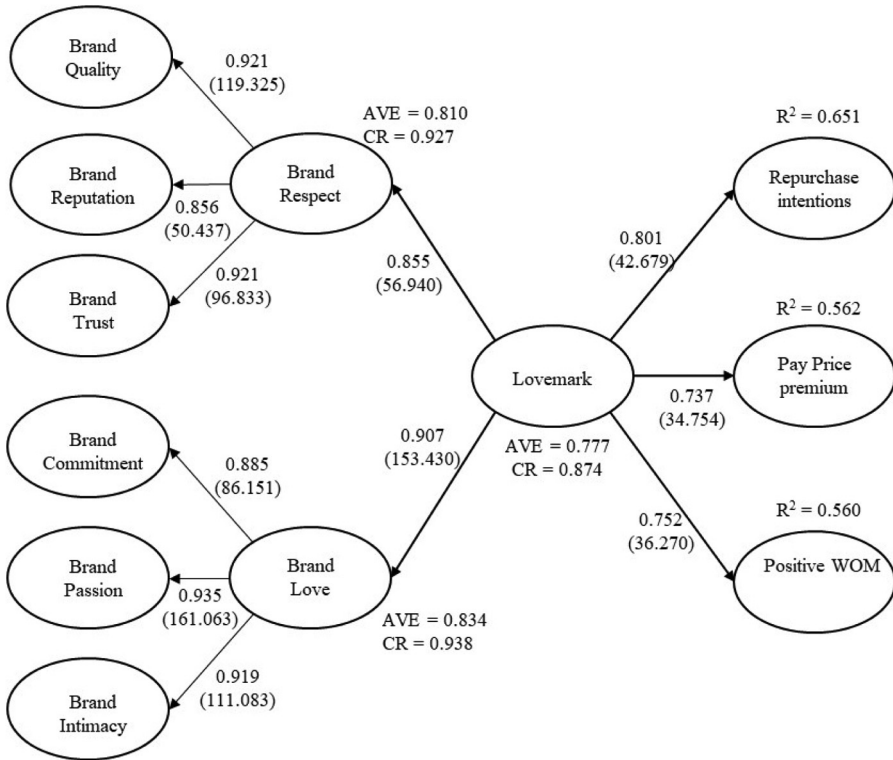 Brand
Quality
0.921
(119.325)
AVE = 0.810
CR = 0.927
R² = 0.651
Brand
Reputation
0.856
(50.437)
Brand
Respect
Repurchase
intentions
0.921
(96.833)
0.855
(56.940)
0.801
(42.679)
Brand
Trust
R² = 0.562
Lovemark
Pay Price
premium
0.737
(34.754)
Brand
Commitment
0.885
(86.151)
0.907
(153.430)
AVE = 0.777
CR = 0.874
0.752
(36.270)
R² = 0.560
Brand
Passion
0.935
(161.063)
Brand
Love
Positive WOM
AVE = 0.834
CR = 0.938
0.919
(111.083)
Brand
Intimacy